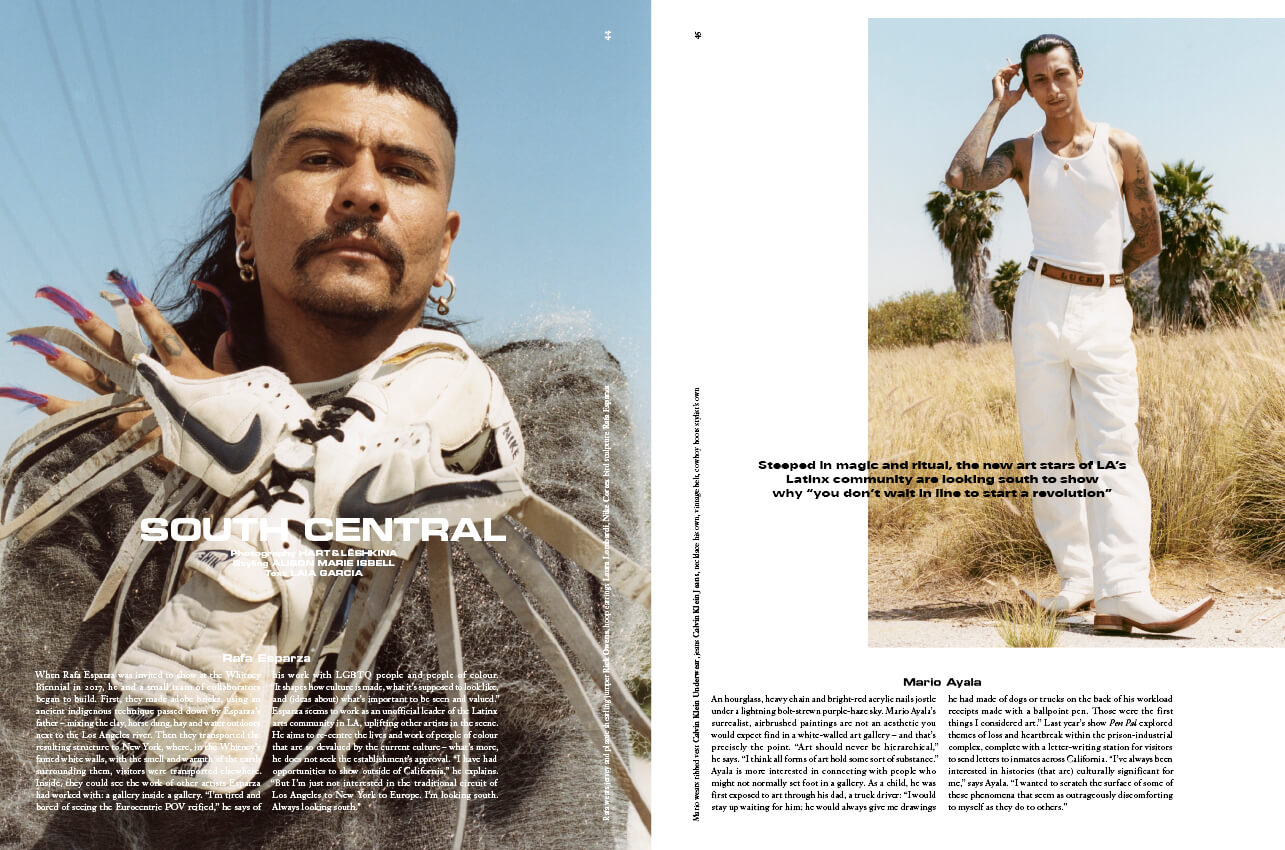 44
SOUTH CENTRAL
Photography HART & LËSHKINA
Styling ALISON MARIE ISBELL
Text LAIA GARCIA
Rafa Esparza
When Rafa Esparza was invited to show at the Whitney
Biennial in 2017, he and a small team of collaborators
began to build. First, they made adobe bricks, using an
ancient indigenous technique passed down by Esparza's
father – mixing the clay, horse dung, hay and water outdoors
next to the Los Angeles river. Then they transported the
resulting structure to New York, where, in the Whitney's
famed white walls, with the smell and warmth of the earth
surrounding them, visitors were transported elsewhere.
Inside, they could see the work of other artists Esparza
had worked with: a gallery inside a gallery. "I'm tired and
bored of seeing the Eurocentric POV reified," he says of
his work with LGBTQ people and people of colour.
"It shapes how culture is made, what it's supposed to look like,
and (ideas about) what's important to be seen and valued."
Esparza seems to work as an unofficial leader of the Latinx
arts community in LA, uplifting other artists in the scene.
He aims to re-centre the lives and work of people of colour
that are so devalued by the current culture – what's more,
he does not seek the establishment's approval. "I have had
opportunities to show outside of California," he explains.
"But I'm just not interested in the traditional circuit of
Los Angeles to New York to Europe. I'm looking south.
Always looking south."
Rafa wears jumper Rick Owens, hoop earrings Laura Lombardi, Nike Cortez bird sculpture Rafa Esparza
NIKE
45
Mario wears ribbed vest Calvin Klein Underwear, jeans Calvin Klein Jeans, necklace his own, vintage belt, cowboy boots stylist's own
LUCKY
Steeped in magic and ritual, the new art stars of LA's
Latinx community are looking south to show
why "you don't wait in line to start a revolution"
Mario Ayala
An hourglass, heavy chain and bright-red acrylic nails jostle
under a lightning bolt-strewn purple-haze sky. Mario Ayala's
surrealist, airbrushed paintings are not an aesthetic you
would expect find in a white-walled art gallery – and that's
precisely the point. "Art should never be hierarchical,"
he says. "I think all forms of art hold some sort of substance."
Ayala is more interested in connecting with people who
might not normally set foot in a gallery. As a child, he was
first exposed to art through his dad, a truck driver: "I would
stay up waiting for him; he would always give me drawings
he had made of dogs or trucks on the back of his workload
receipts made with a ballpoint pen. Those were the first
things I considered art." Last year's show Pen Pal explored
themes of loss and heartbreak within the prison-industrial
complex, complete with a letter-writing station for visitors
to send letters to inmates across California. "I've always been
interested in histories (that are) culturally significant for
me," says Ayala. "I wanted to scratch the surface of some of
these phenomena that seem as outrageously discomforting
to myself as they do to others."